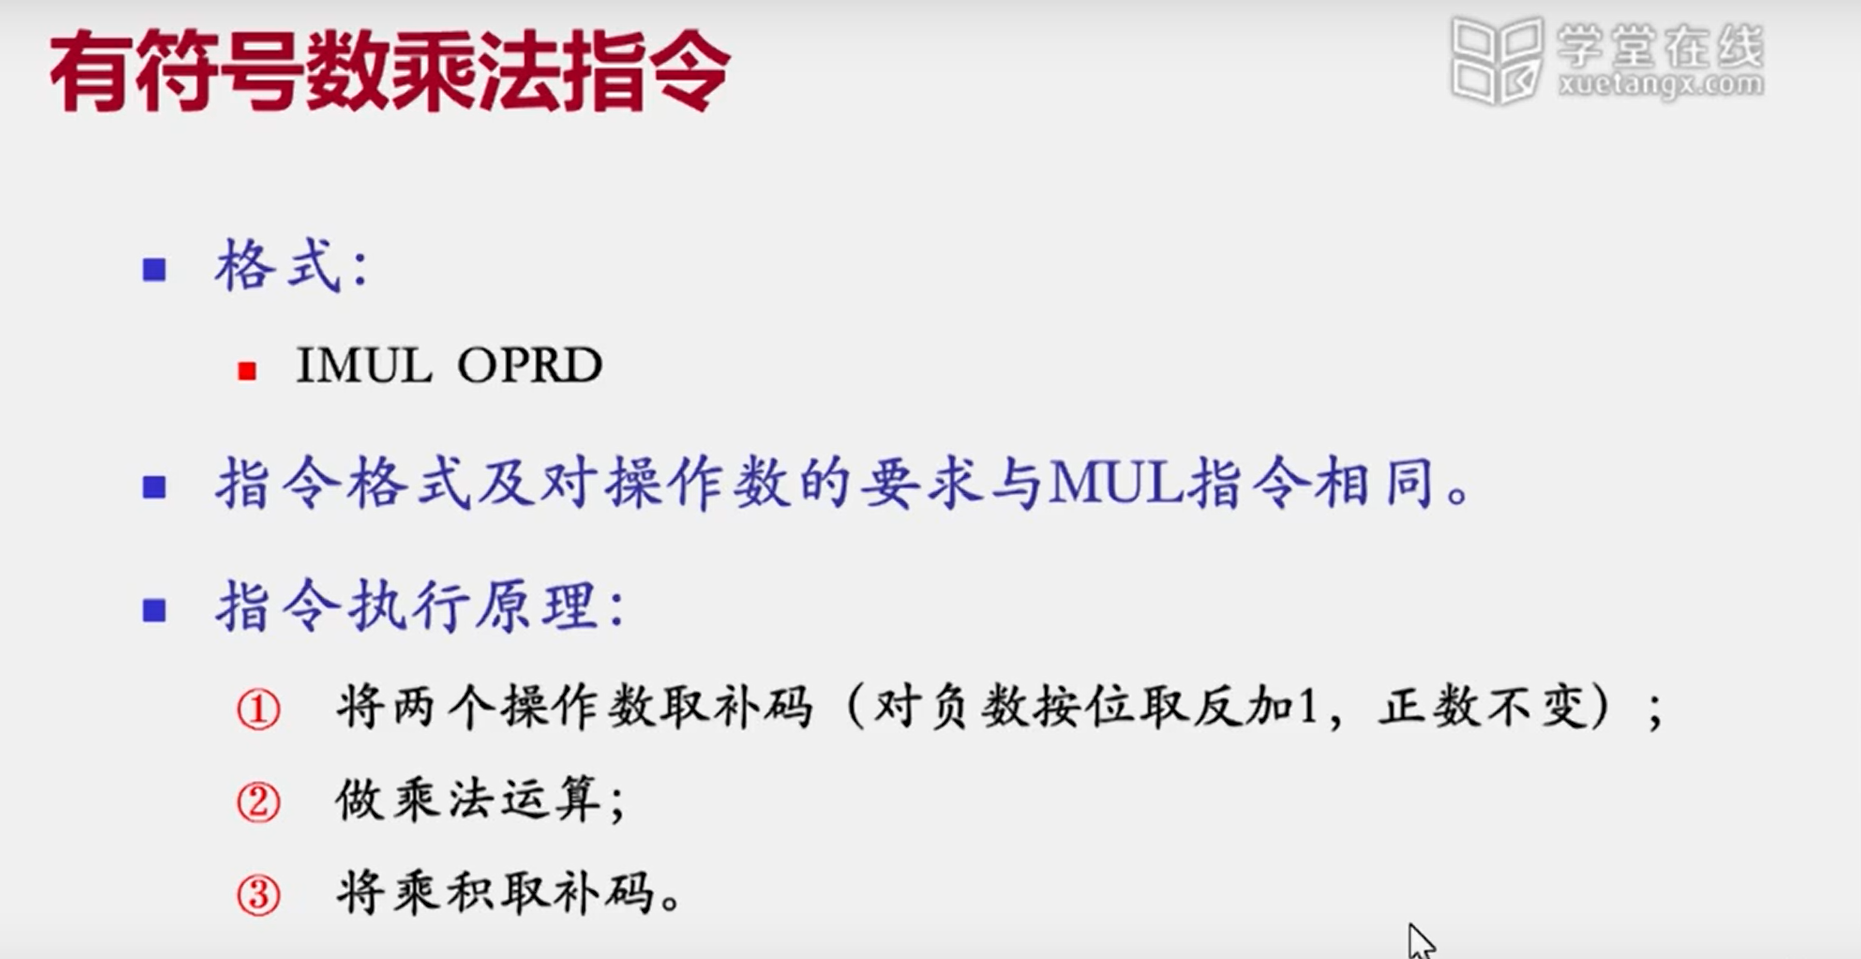 有符号数乘法指令
学堂在线
xuetangx.com
格式：
IMUL OPRD
指令格式及对操作数的要求与MUL指令相同。
指令执行原理：
① 将两个操作数取补码（对负数按位取反加1，正数不变）；
② 做乘法运算；
③ 将乘积取补码。